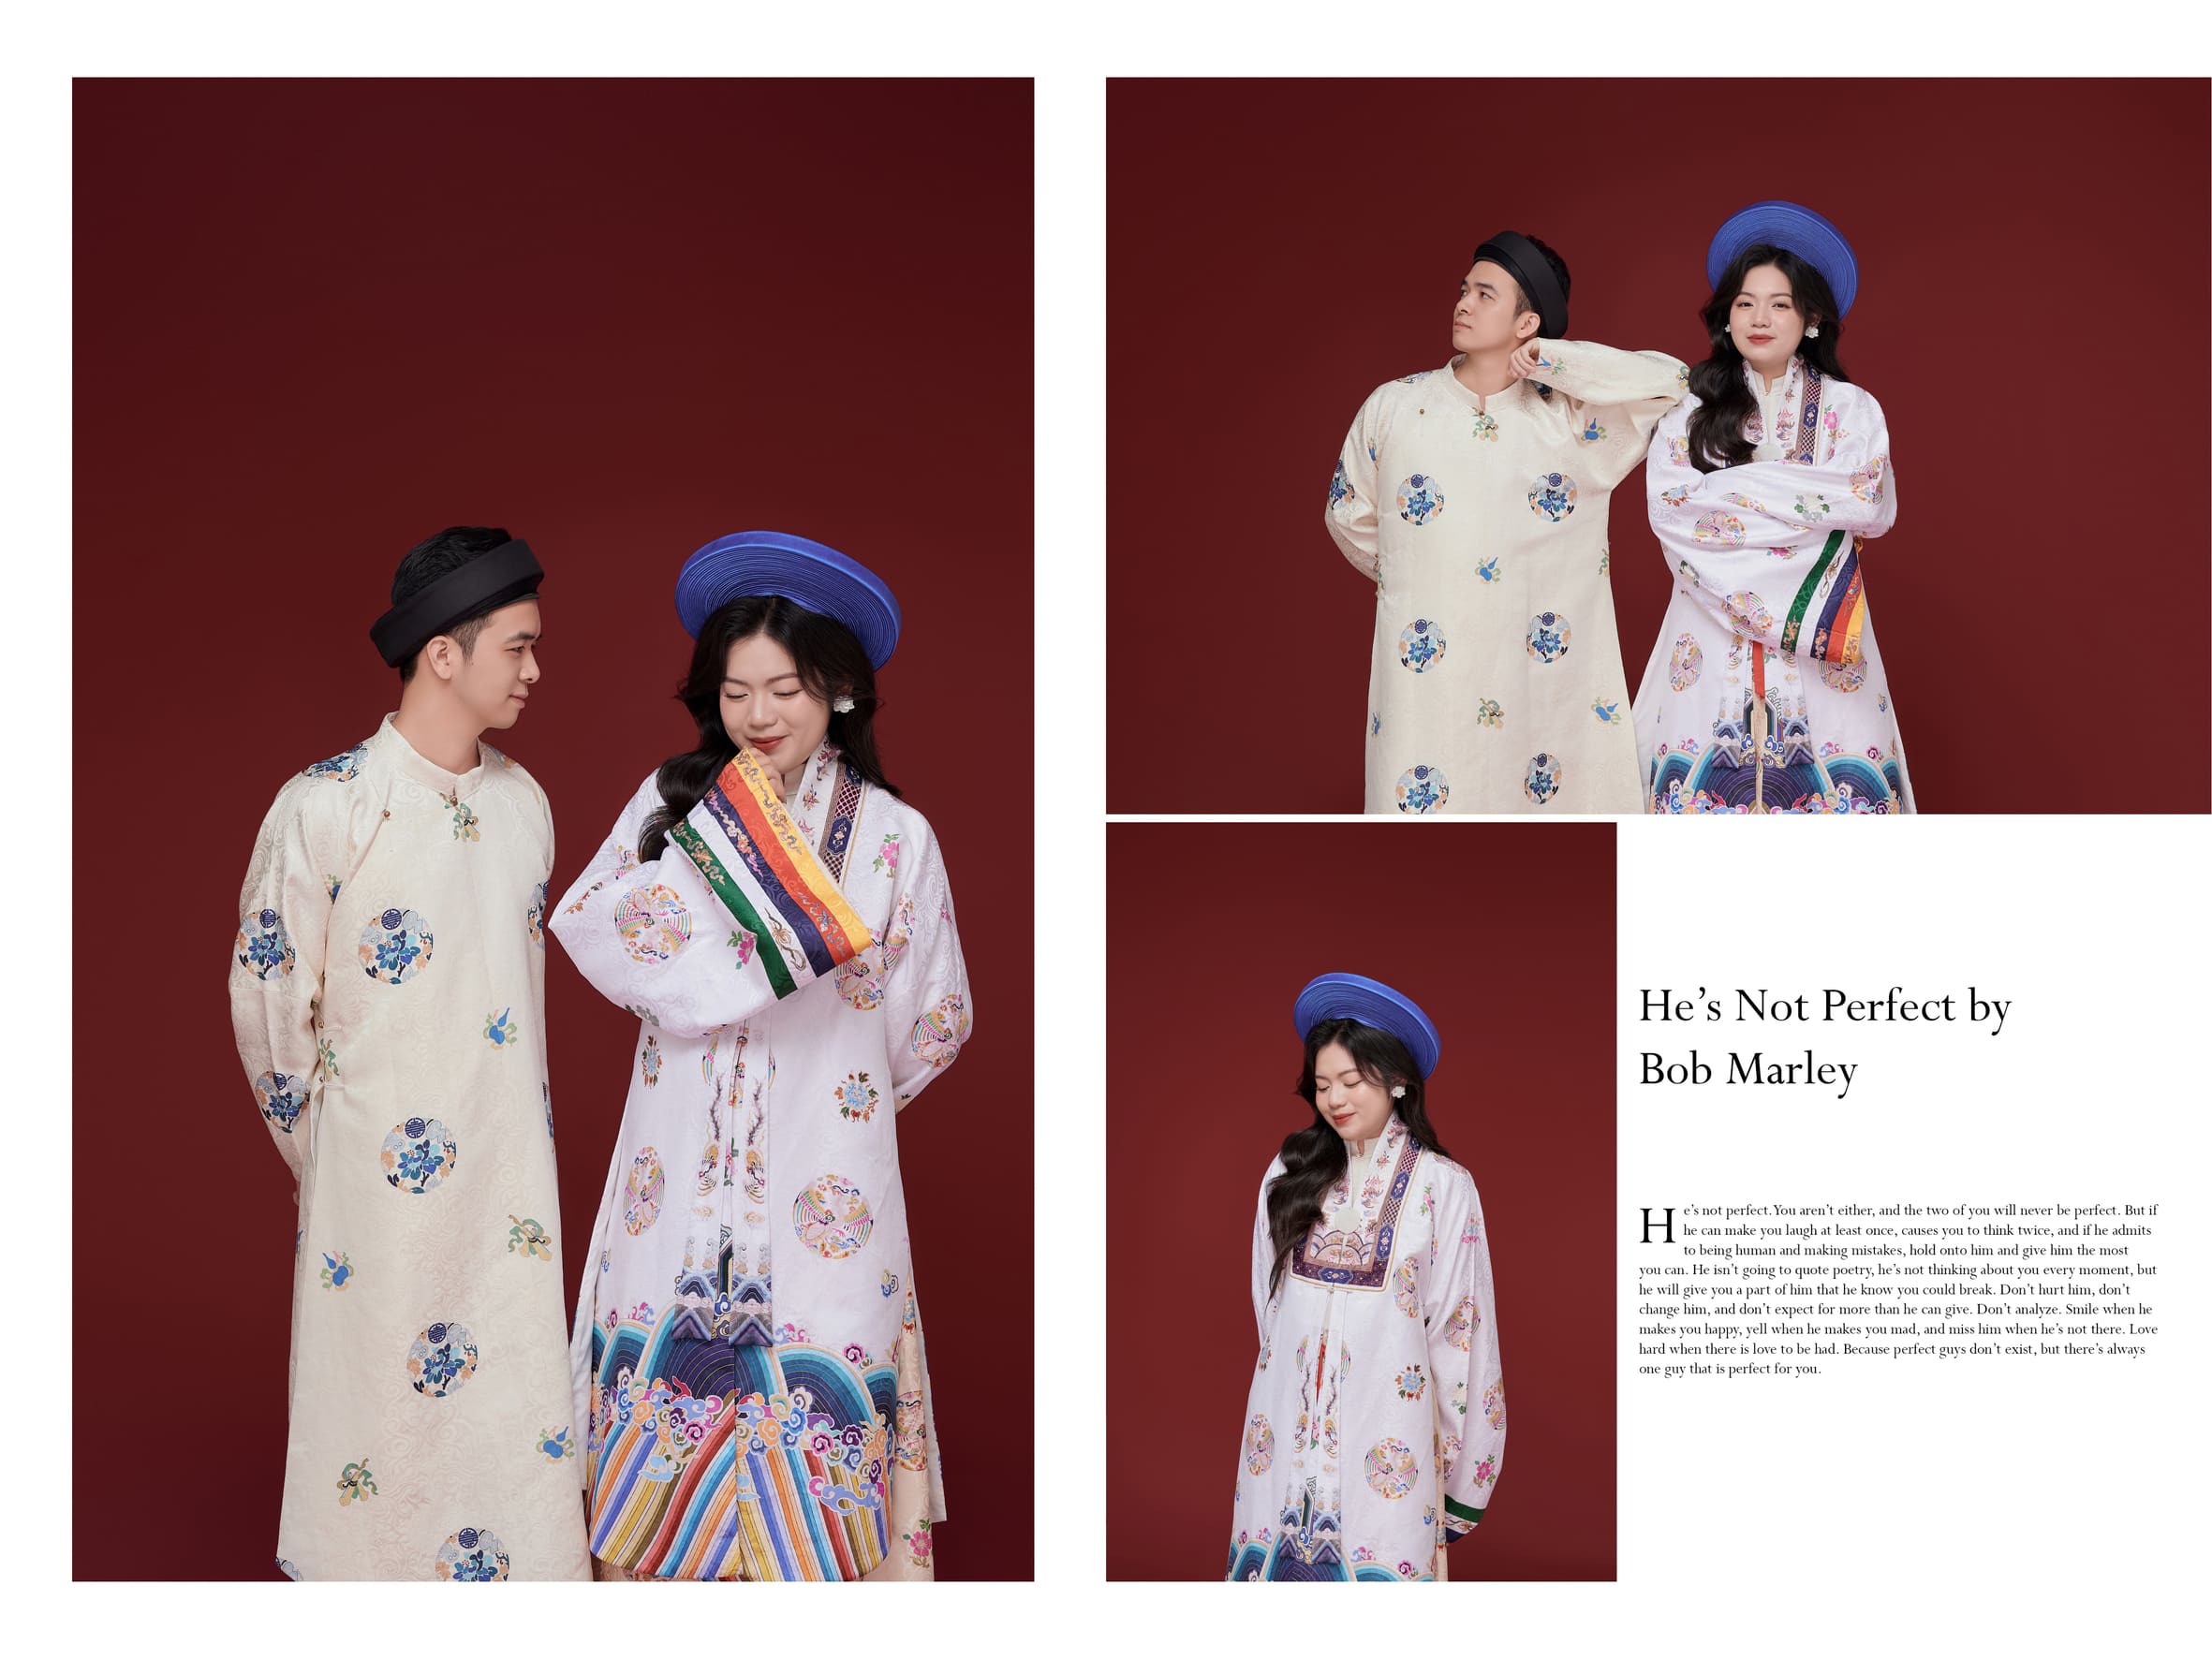 He’s Not Perfect by
Bob Marley
He’s not perfect. You aren’t either, and the two of you will never be perfect. But if
he can make you laugh at least once, causes you to think twice, and if he admits
to being human and making mistakes, hold onto him and give him the most
you can. He isn’t going to quote poetry, he’s not thinking about you every moment, but
he will give you a part of him that he know you could break. Don’t hurt him, don’t
change him, and don’t expect for more than he can give. Don’t analyze. Smile when he
makes you happy, yell when he makes you mad, and miss him when he’s not there. Love
hard when there is love to be had. Because perfect guys don’t exist, but there’s always
one guy that is perfect for you.